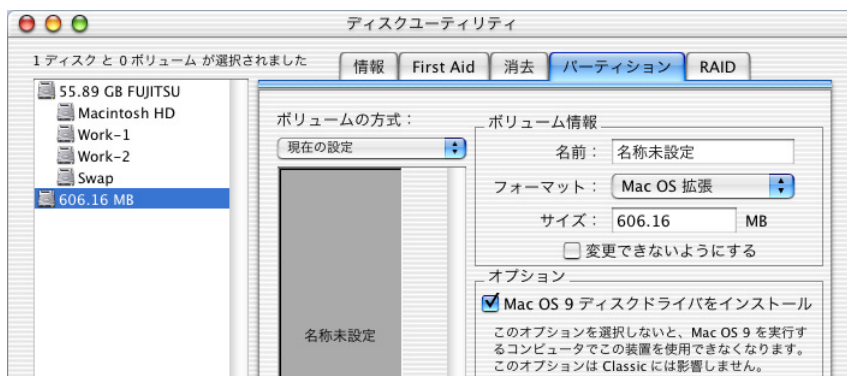 ディスクユーティリティ
1 ディスク と 0 ボリューム が選択されました
情報
First Aid
消去
パーティション
RAID
55.89 GB FUJITSU
Macintosh HD
Work-1
Work-2
Swap
606.16 MB
ボリュームの方式：
現在の設定
名称未設定
ボリューム情報
名前： 名称未設定
フォーマット： Mac OS 拡張
サイズ： 606.16 MB
変更できないようにする
オプション
Mac OS 9 ディスクドライバをインストール
このオプションを選択しないと、Mac OS 9 を実行す
るコンピュータでこの装置を使用できなくなります。
このオプションは Classic には影響しません。